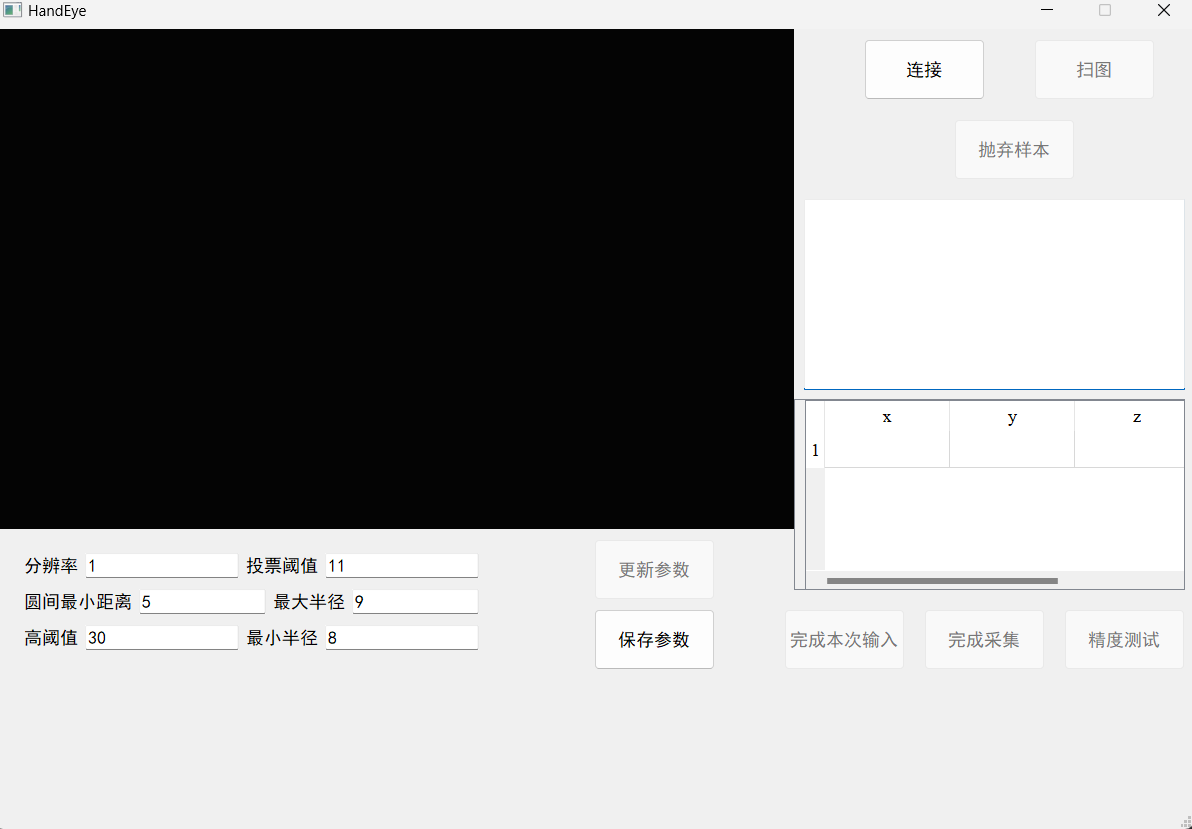 HandEye
连接 扫图
抛弃样本
x y z
1
分辨率 1 投票阈值 11
圆间最小距离 5 最大半径 9
高阈值 30 最小半径 8
更新参数
保存参数
完成本次输入 完成采集 精度测试